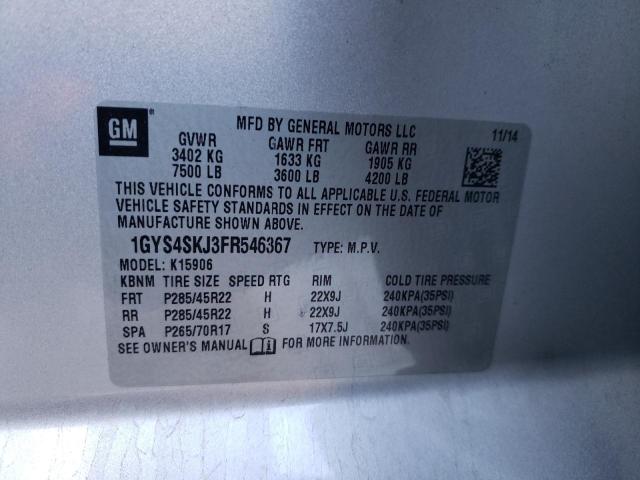 GM
MFD BY GENERAL MOTORS LLC 11/14
GVWR GAWR FRT GAWR RR
3402 KG 1633 KG 1905 KG
7500 LB 3600 LB 4200 LB
THIS VEHICLE CONFORMS TO ALL APPLICABLE U.S. FEDERAL MOTOR
VEHICLE SAFETY STANDARDS IN EFFECT ON THE DATE OF
MANUFACTURE SHOWN ABOVE.
1GYS4SKJ3FR546367 TYPE: M.P.V.
MODEL: K15906
KBNM TIRE SIZE SPEED RTG RIM COLD TIRE PRESSURE
FRT P285/45R22 H 22X9J 240KPA(35PSI)
RR P285/45R22 H 22X9J 240KPA(35PSI)
SPA P265/70R17 S 17X7.5J 240KPA(35PSI)
SEE OWNER'S MANUAL FOR MORE INFORMATION.